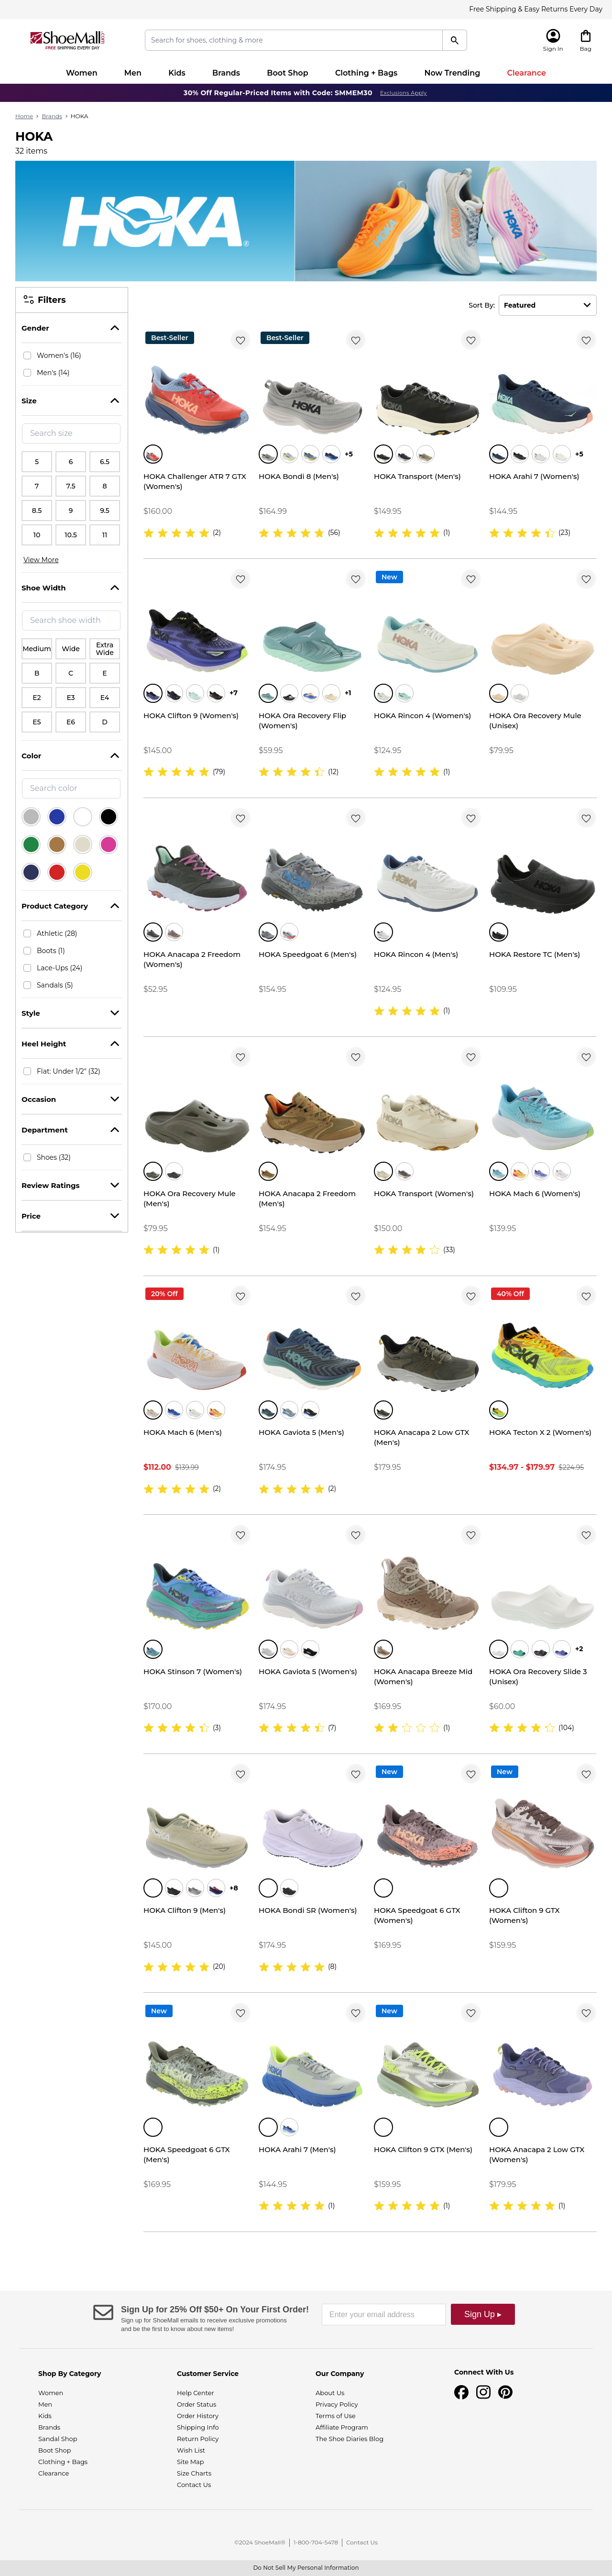 Free Shipping & Easy Returns Every Day
SHOEMALL
FREE SHIPPING EVERY DAY
Search for shoes, clothing & more
Sign In
Bag
Women
Men
Kids
Brands
Boot Shop
Clothing + Bags
Now Trending
Clearance
30% Off Regular-Priced Items with Code: SMMEM30 Exclusions Apply
Home > Brands > HOKA
HOKA
32 items
HOKA
Filters
Gender
Women's (16)
Men's (14)
Size
Search size
5 6 6.5
7 7.5 8
8.5 9 9.5
10 10.5 11
View More
Shoe Width
Search shoe width
Medium Wide Extra Wide
B C E
E2 E3 E4
E5 E6 D
Color
Search color
Product Category
Athletic (28)
Boots (1)
Lace-Ups (24)
Sandals (5)
Style
Heel Height
Flat: Under 1/2" (32)
Occasion
Department
Shoes (32)
Review Ratings
Price
Sort By: Featured
Best-Seller
HOKA Challenger ATR 7 GTX (Women's)
$160.00
(2)
Best-Seller
+5
HOKA Bondi 8 (Men's)
$164.99
(56)
HOKA Transport (Men's)
$149.95
(1)
+5
HOKA Arahi 7 (Women's)
$144.95
(23)
+7
HOKA Clifton 9 (Women's)
$145.00
(79)
+1
HOKA Ora Recovery Flip (Women's)
$59.95
(12)
New
HOKA Rincon 4 (Women's)
$124.95
(1)
HOKA Ora Recovery Mule (Unisex)
$79.95
HOKA Anacapa 2 Freedom (Women's)
$52.95
HOKA Speedgoat 6 (Men's)
$154.95
HOKA Rincon 4 (Men's)
$124.95
(1)
HOKA Restore TC (Men's)
$109.95
HOKA Ora Recovery Mule (Men's)
$79.95
(1)
HOKA Anacapa 2 Freedom (Men's)
$154.95
HOKA Transport (Women's)
$150.00
(33)
HOKA Mach 6 (Women's)
$139.95
20% Off
HOKA Mach 6 (Men's)
$112.00 $139.99
(2)
HOKA Gaviota 5 (Men's)
$174.95
(2)
HOKA Anacapa 2 Low GTX (Men's)
$179.95
40% Off
HOKA Tecton X 2 (Women's)
$134.97 - $179.97 $224.95
HOKA Stinson 7 (Women's)
$170.00
(3)
HOKA Gaviota 5 (Women's)
$174.95
(7)
HOKA Anacapa Breeze Mid (Women's)
$169.95
(1)
+2
HOKA Ora Recovery Slide 3 (Unisex)
$60.00
(104)
+8
HOKA Clifton 9 (Men's)
$145.00
(20)
HOKA Bondi SR (Women's)
$174.95
(8)
New
HOKA Speedgoat 6 GTX (Women's)
$169.95
New
HOKA Clifton 9 GTX (Women's)
$159.95
New
HOKA Speedgoat 6 GTX (Men's)
$169.95
HOKA Arahi 7 (Men's)
$144.95
(1)
New
HOKA Clifton 9 GTX (Men's)
$159.95
(1)
HOKA Anacapa 2 Low GTX (Women's)
$179.95
(1)
Sign Up for 25% Off $50+ On Your First Order!
Sign up for ShoeMall emails to receive exclusive promotions
and be the first to know about new items!
Enter your email address
Sign Up ▸
Shop By Category
Women
Men
Kids
Brands
Sandal Shop
Boot Shop
Clothing + Bags
Clearance
Customer Service
Help Center
Order Status
Order History
Shipping Info
Return Policy
Wish List
Site Map
Size Charts
Contact Us
Our Company
About Us
Privacy Policy
Terms of Use
Affiliate Program
The Shoe Diaries Blog
Connect With Us
©2024 ShoeMall® | 1-800-704-5478 | Contact Us
Do Not Sell My Personal Information